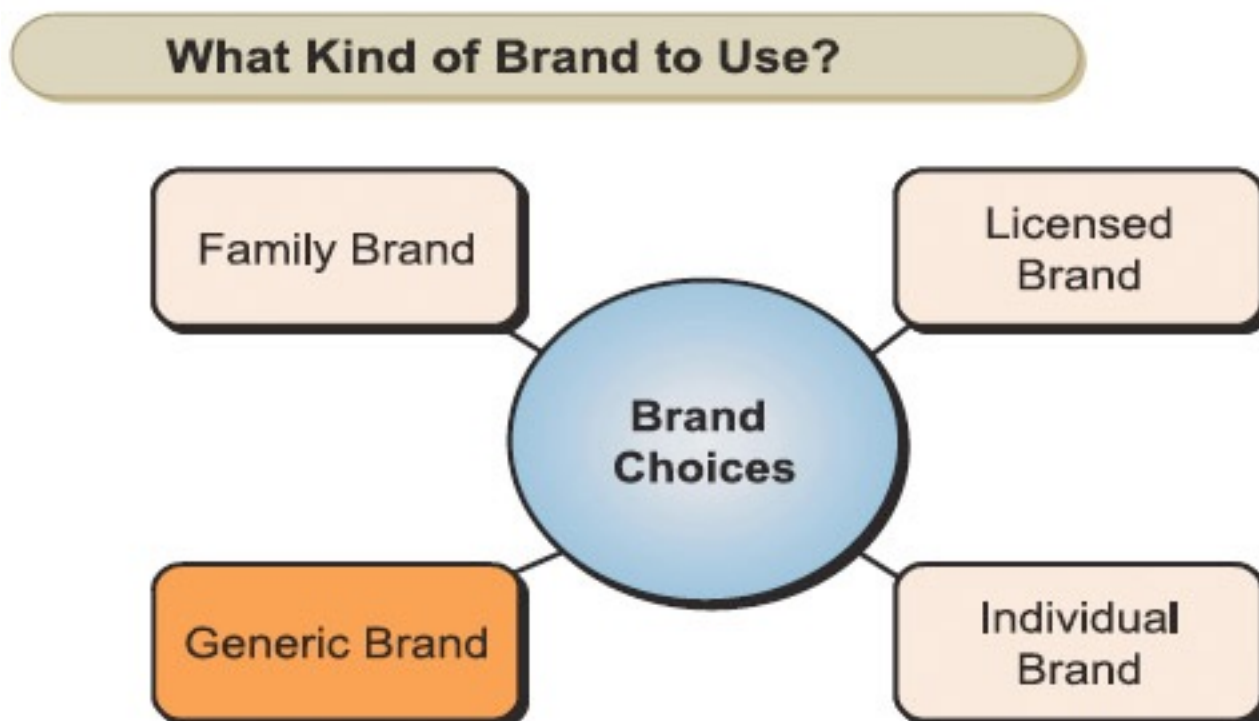 What Kind of Brand to Use?
Family Brand
Licensed
Brand
Brand
Choices
Generic Brand
Individual
Brand